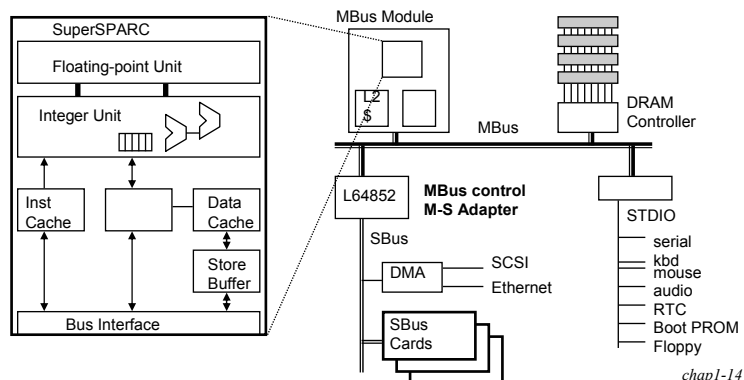 SuperSPARC
Floating-point Unit
Integer Unit
Inst
Cache
Data
Cache
Store
Buffer
Bus Interface
MBus Module
L2
$
MBus
DRAM
Controller
L64852
MBus control
M-S Adapter
STDIO
SBus
serial
kbd
mouse
audio
RTC
Boot PROM
Floppy
DMA
SCSI
Ethernet
SBus
Cards
chap1-14